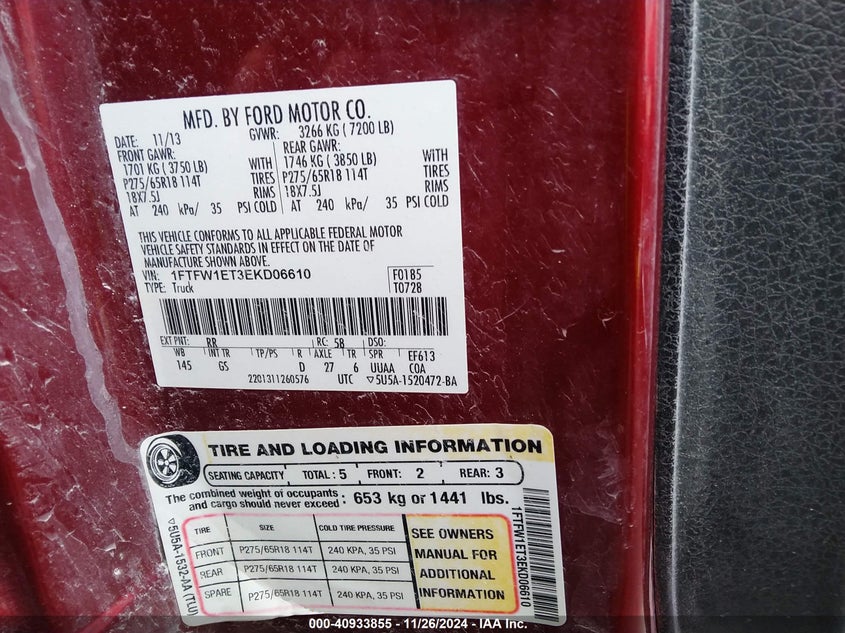 MFD. BY FORD MOTOR CO.
DATE: 11/13 GVWR: 3266 KG ( 7200 LB)
FRONT GAWR: REAR GAWR:
1701 KG ( 3750 LB) WITH 1746 KG ( 3850 LB) WITH
P275/65R18 114T TIRES P275/65R18 114T TIRES
18X7.5J RIMS 18X7.5J RIMS
AT 240 kPa/ 35 PSI COLD AT 240 kPa/ 35 PSI COLD
THIS VEHICLE CONFORMS TO ALL APPLICABLE FEDERAL MOTOR
VEHICLE SAFETY STANDARDS IN EFFECT ON THE DATE OF
MANUFACTURE SHOWN ABOVE.
VIN: 1FTFW1ET3EKD06610 F0185
TYPE: Truck T0728
EXT PNT: RR RC: 58 DSO:
WB INT TR TP/PS R AXLE TR SPR EF613
145 GS D 27 6 UUAA COA
2201311260576 UTC ▽5U5A-1520472-BA
TIRE AND LOADING INFORMATION
SEATING CAPACITY TOTAL : 5 FRONT: 2 REAR: 3
The combined weight of occupants
and cargo should never exceed : 653 kg or 1441 lbs.
TIRE SIZE COLD TIRE PRESSURE
FRONT P275/65R18 114T 240 KPA, 35 PSI
REAR P275/65R18 114T 240 KPA, 35 PSI
SPARE P275/65R18 114T 240 KPA, 35 PSI
SEE OWNERS
MANUAL FOR
ADDITIONAL
INFORMATION
▽5U5A-1532-AA (TLU)
1FTFW1ET3EKD06610
000-40933855 - 11/26/2024 - IAA Inc.